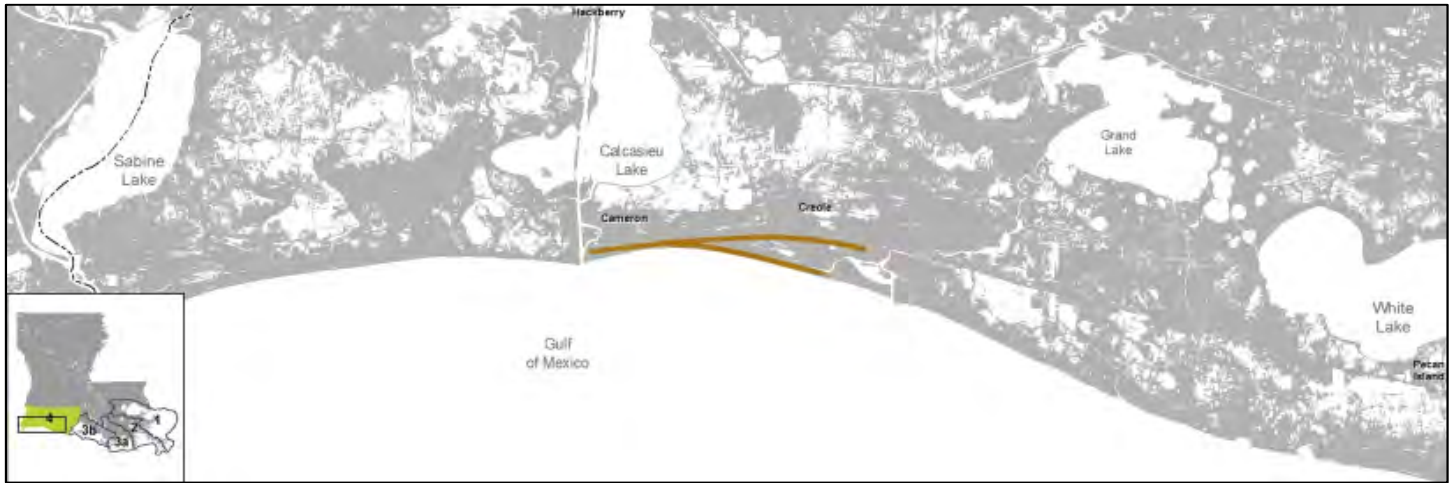 Hackberry
Sabine
Lake
Calcasieu
Lake
Grand
Lake
Cameron
Creole
White
Lake
Gulf
of Mexico
Pecan
Island
4
3b
3a
2
1